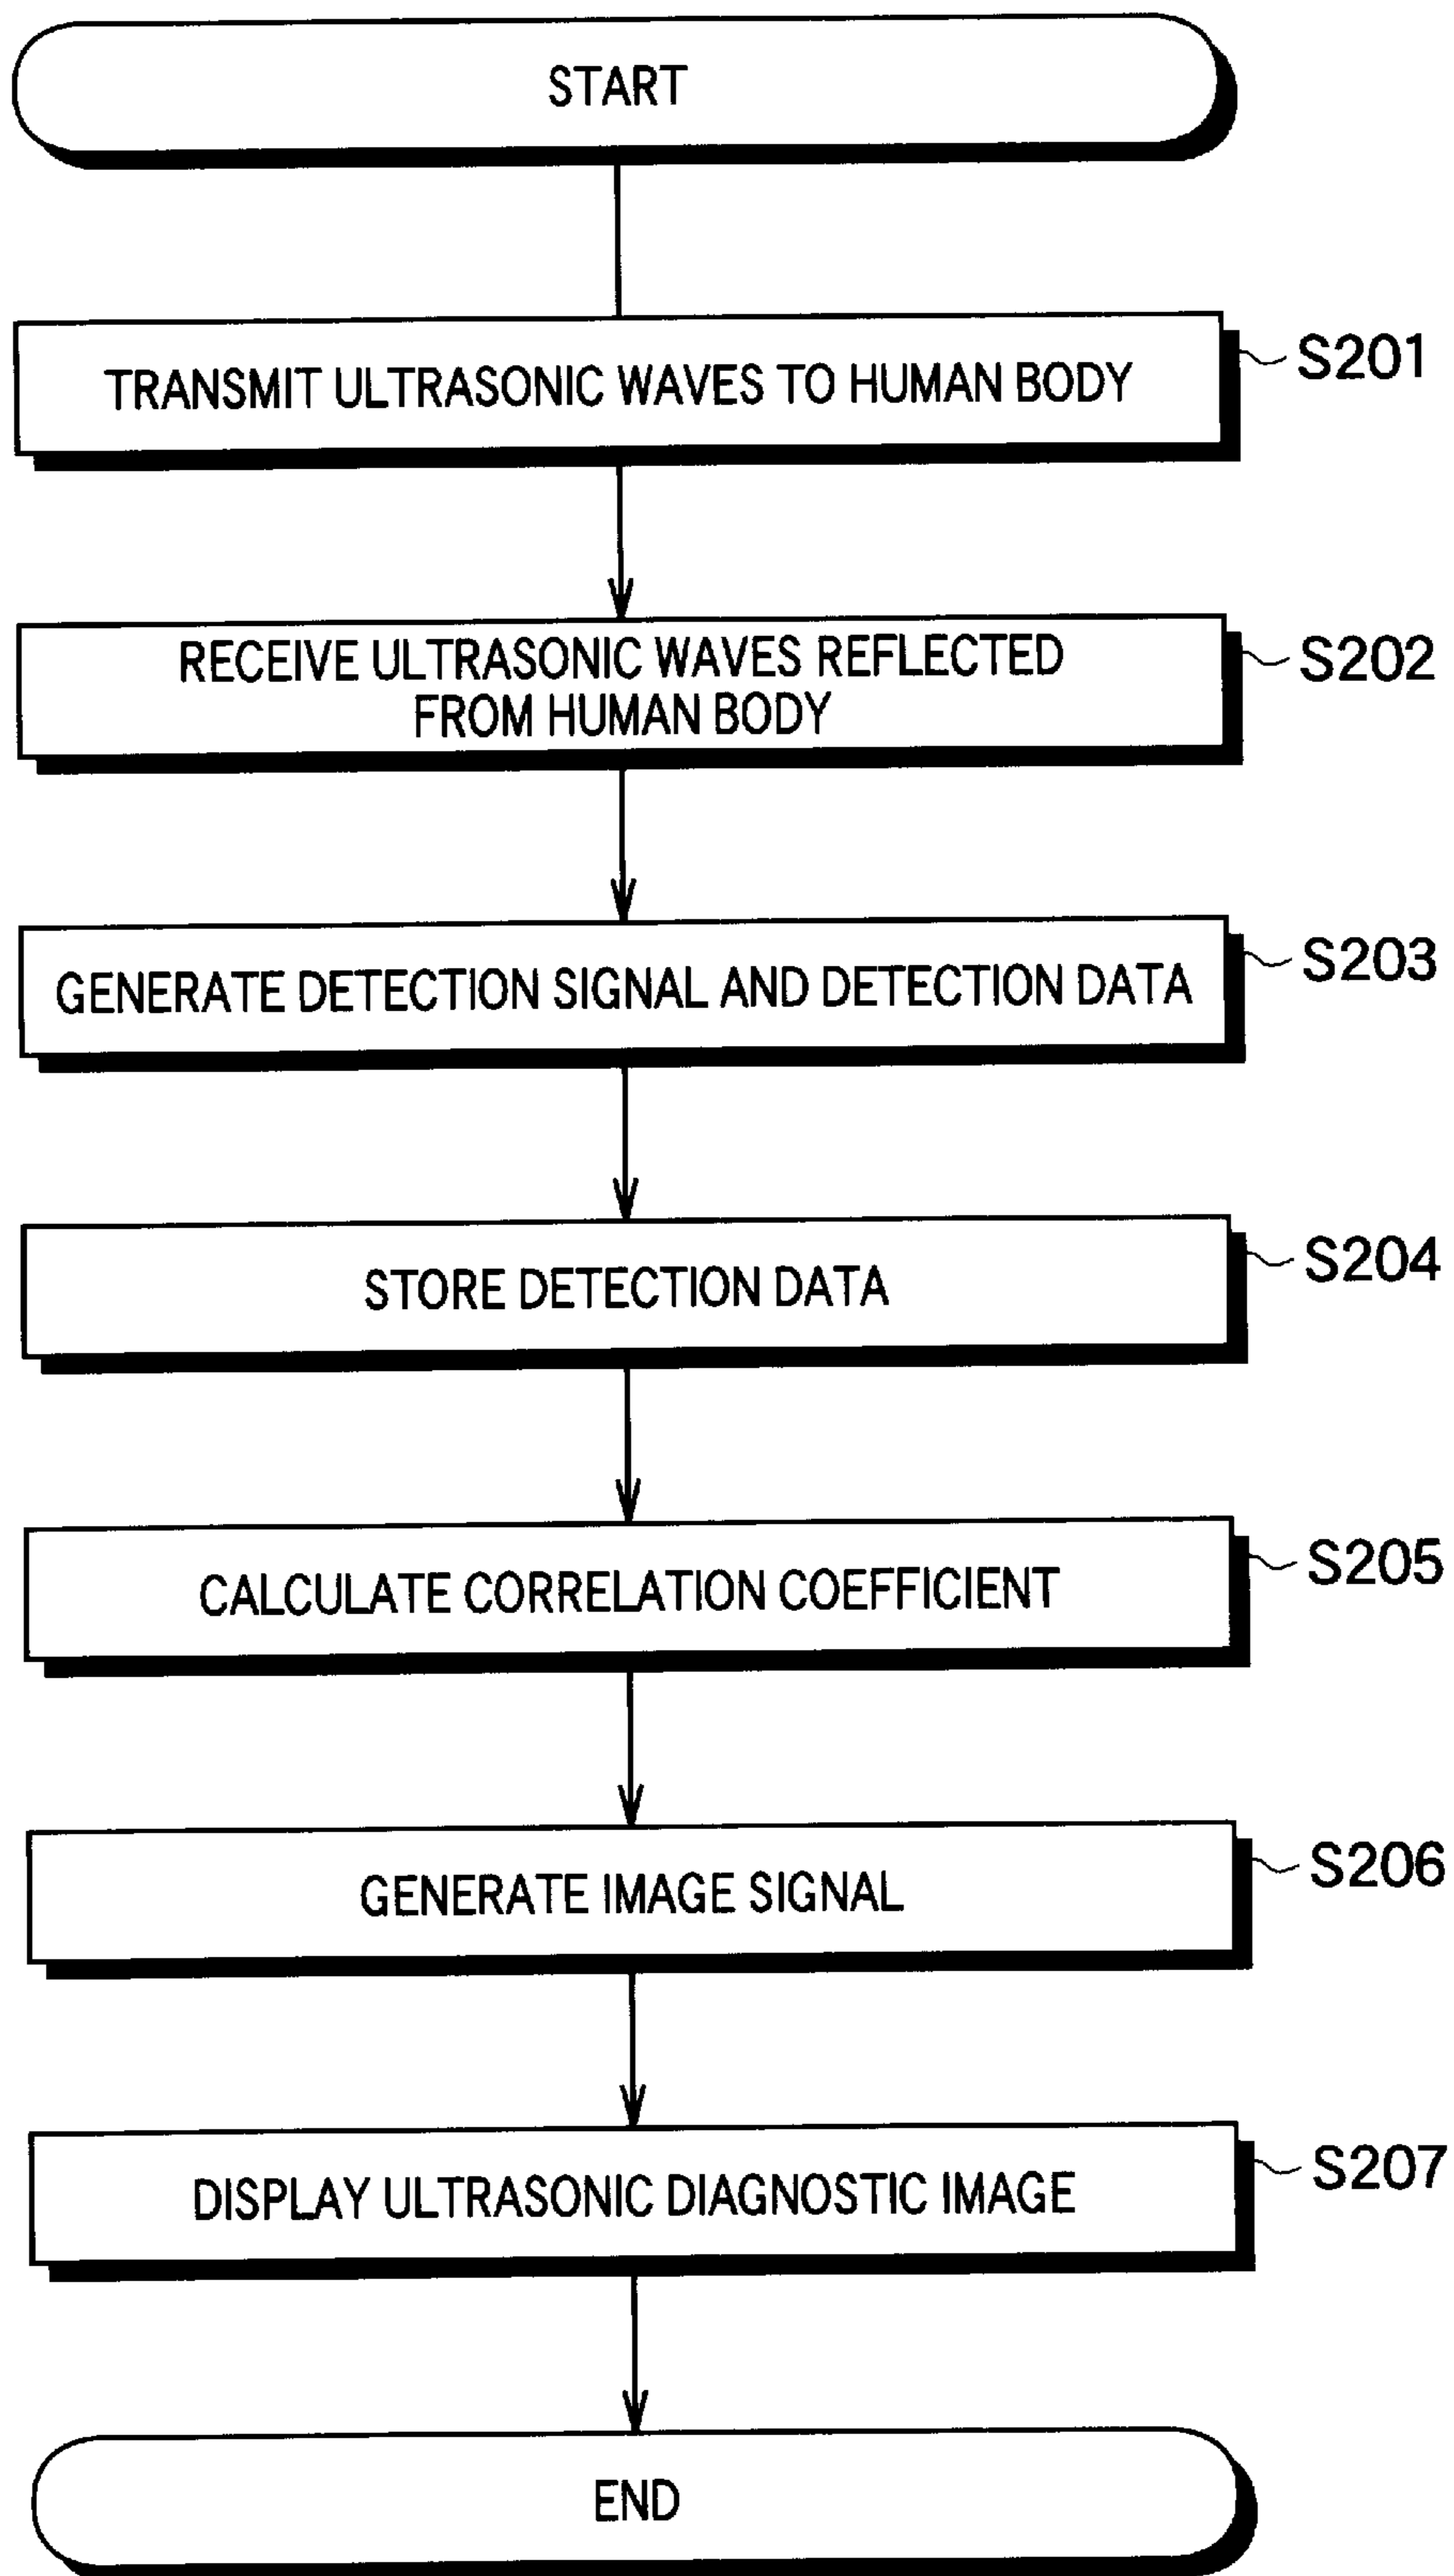 START
TRANSMIT ULTRASONIC WAVES TO HUMAN BODY
S201
RECEIVE ULTRASONIC WAVES REFLECTED
FROM HUMAN BODY
S202
GENERATE DETECTION SIGNAL AND DETECTION DATA
S203
STORE DETECTION DATA
S204
CALCULATE CORRELATION COEFFICIENT
S205
GENERATE IMAGE SIGNAL
S206
DISPLAY ULTRASONIC DIAGNOSTIC IMAGE
S207
END